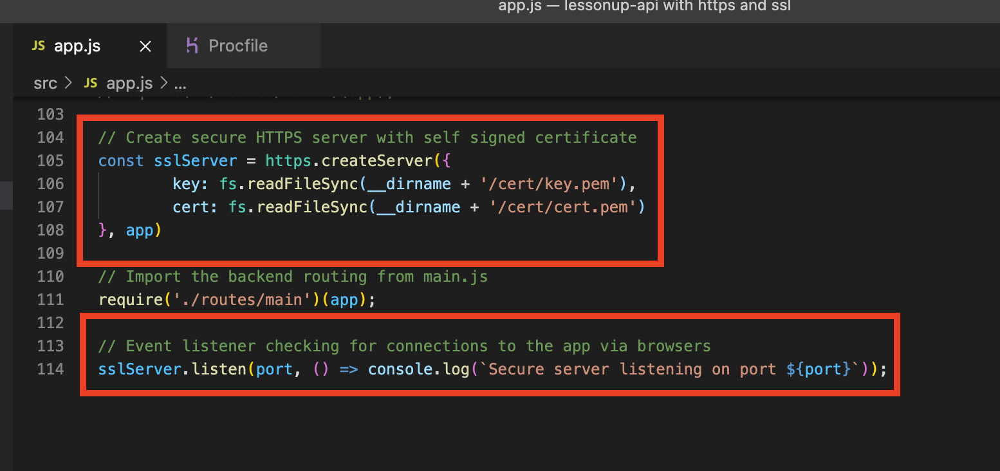 app.js — lessonup-api with https and ssl
JS app.js × Procfile
src > JS app.js > ...
103
104 // Create secure HTTPS server with self signed certificate
105 const sslServer = https.createServer({
106         key: fs.readFileSync(__dirname + '/cert/key.pem'),
107         cert: fs.readFileSync(__dirname + '/cert/cert.pem')
108 }, app)
109
110 // Import the backend routing from main.js
111 require('./routes/main')(app);
112
113 // Event listener checking for connections to the app via browsers
114 sslServer.listen(port, () => console.log(`Secure server listening on port ${port}`));